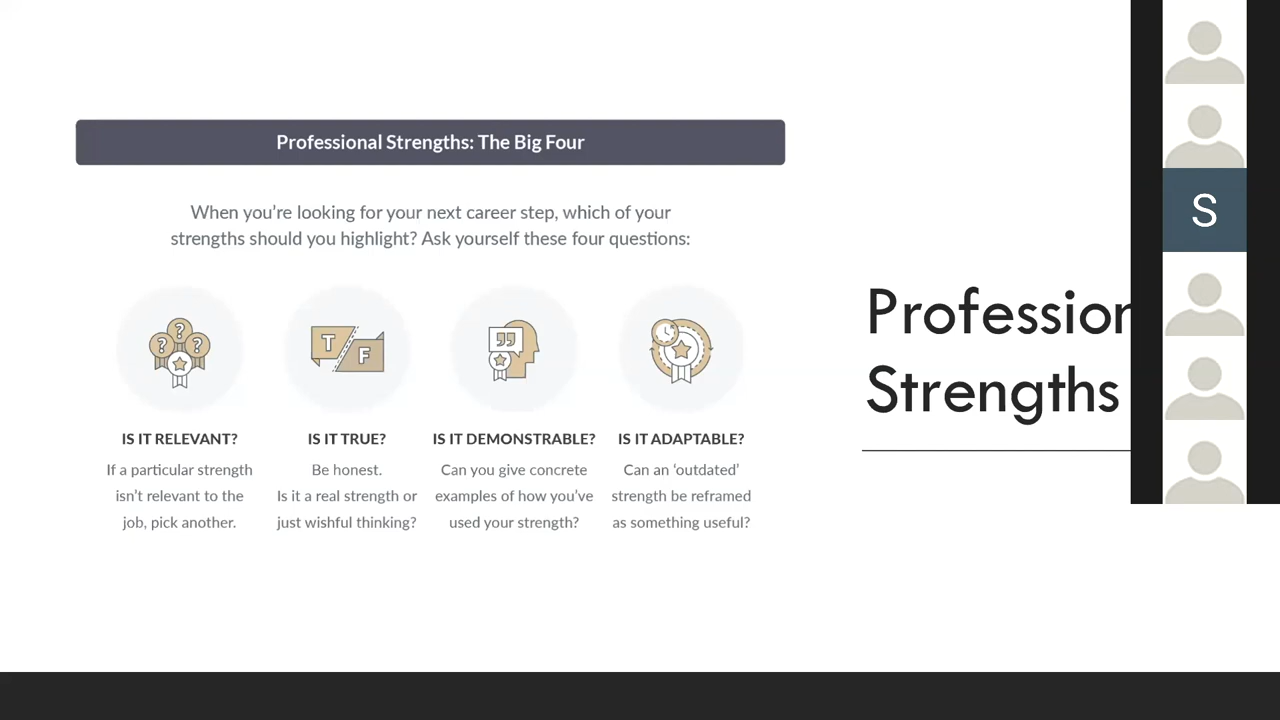 Professional Strengths: The Big Four
When you're looking for your next career step, which of your
strengths should you highlight? Ask yourself these four questions:
T
F
IS IT RELEVANT?
If a particular strength
isn't relevant to the
job, pick another.
IS IT TRUE?
Be honest.
Is it a real strength or
just wishful thinking?
IS IT DEMONSTRABLE?
Can you give concrete
examples of how you've
used your strength?
IS IT ADAPTABLE?
Can an ‘outdated’
strength be reframed
as something useful?
Strengths
S